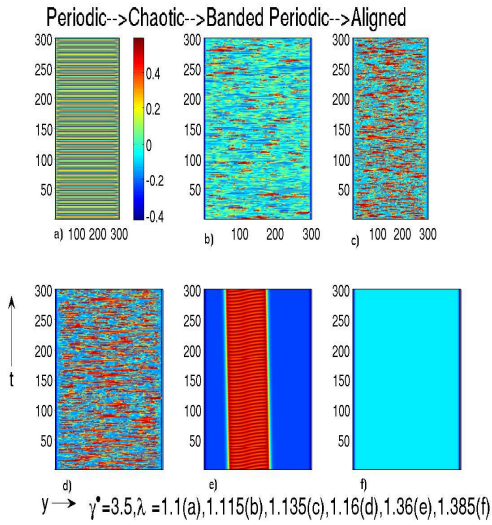 Periodic-->Chaotic-->Banded Periodic-->Aligned
300 250 200 150 100 50
a) 100 200 300
0.4 0.2 0 -0.2 -0.4
300 250 200 150 100 50
b) 100 200 300
300 250 200 150 100 50
c) 100 200 300
t
300 250 200 150 100 50
d)
300 250 200 150 100 50
e)
300 250 200 150 100 50
f)
y → γ•=3.5,λ =1.1(a),1.115(b),1.135(c),1.16(d),1.36(e),1.385(f)